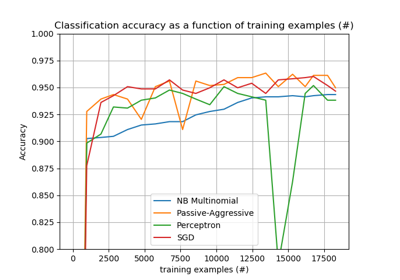 Classification accuracy as a function of training examples (#)
1.000
0.975
0.950
0.925
0.900
0.875
0.850
0.825
0.800
Accuracy
NB Multinomial
Passive-Aggressive
Perceptron
SGD
0 2500 5000 7500 10000 12500 15000 17500
training examples (#)